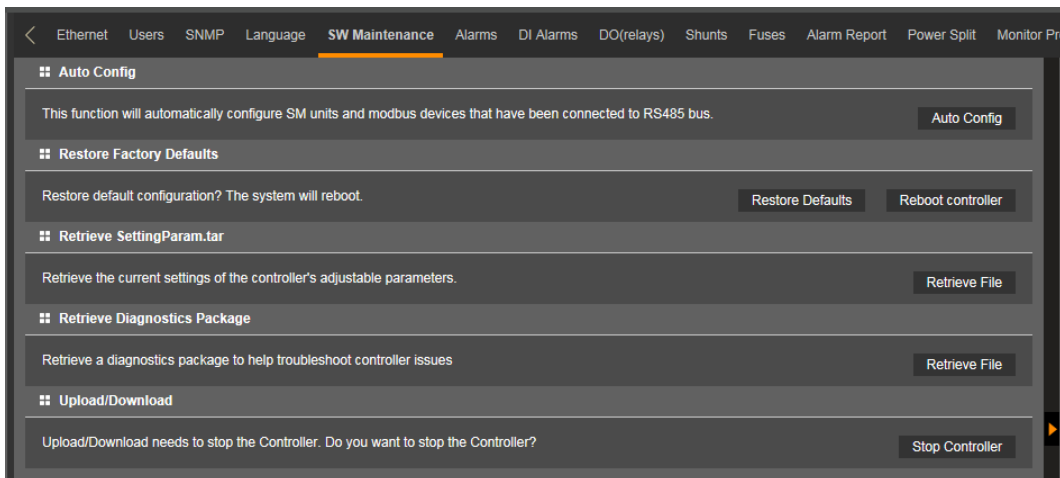 Ethernet Users SNMP Language SW Maintenance Alarms DI Alarms DO(relays) Shunts Fuses Alarm Report Power Split Monitor Pr
Auto Config
This function will automatically configure SM units and modbus devices that have been connected to RS485 bus. Auto Config
Restore Factory Defaults
Restore default configuration? The system will reboot. Restore Defaults Reboot controller
Retrieve SettingParam.tar
Retrieve the current settings of the controller's adjustable parameters. Retrieve File
Retrieve Diagnostics Package
Retrieve a diagnostics package to help troubleshoot controller issues Retrieve File
Upload/Download
Upload/Download needs to stop the Controller. Do you want to stop the Controller? Stop Controller